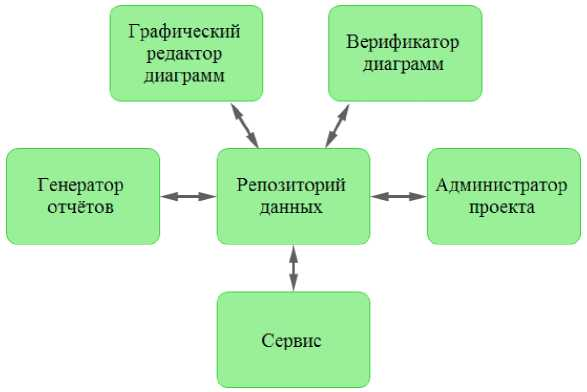 Графический
редактор
диаграмм
Верификатор
диаграмм
Генератор
отчётов
Репозиторий
данных
Администратор
проекта
Сервис